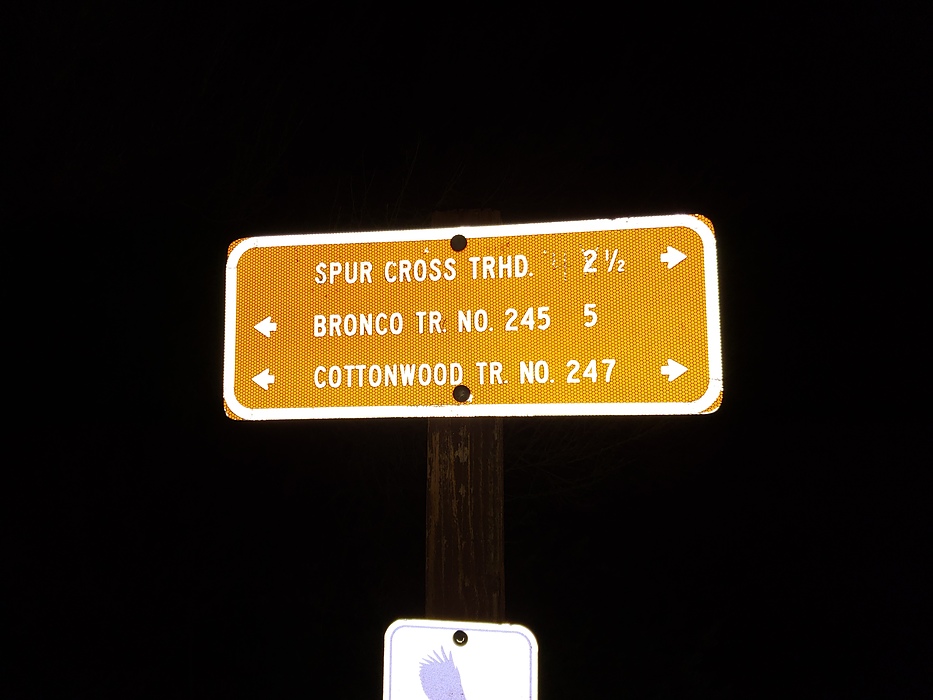 SPUR CROSS TRHD. 2 ½ →
← BRONCO TR. NO. 245 5
← COTTONWOOD TR. NO. 247 →